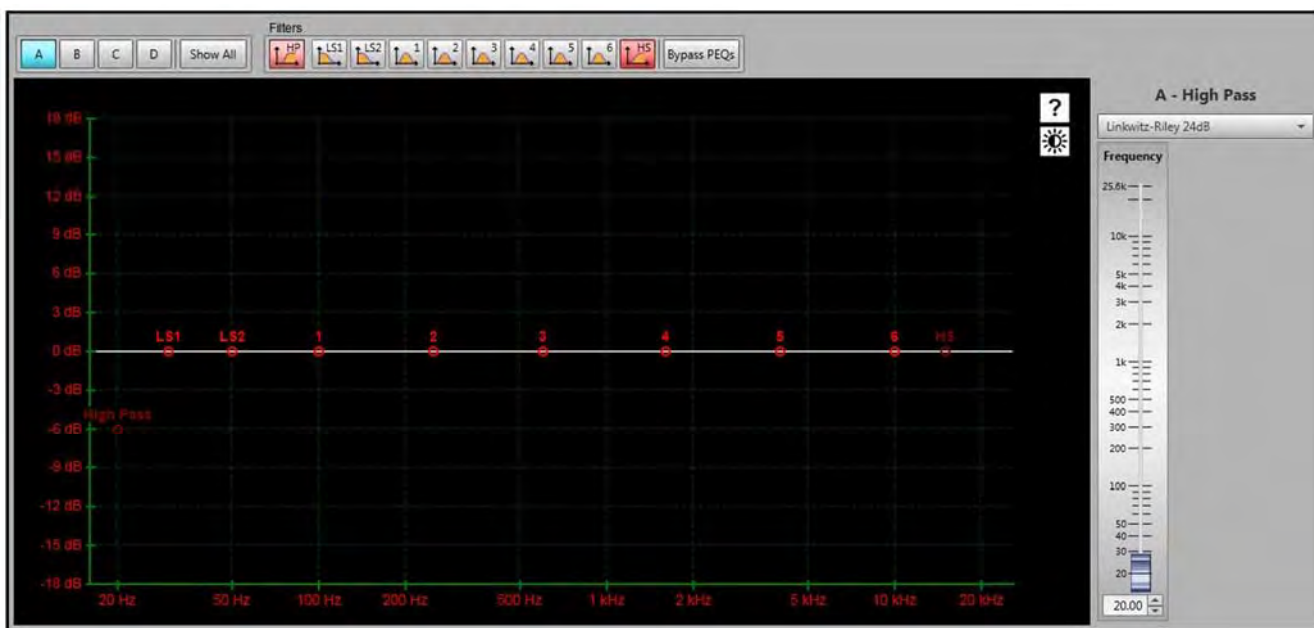 Filters
A B C D Show All HP LS1 LS2 1 2 3 4 5 6 HS Bypass PEQs
A - High Pass
Linkwitz-Riley 24dB
Frequency
?
18 dB
15 dB
12 dB
9 dB
6 dB
3 dB
LS1 LS2 1 2 3 4 5 6 HS
0 dB
-3 dB
High Pass
-6 dB
-9 dB
-12 dB
-15 dB
-18 dB
20 Hz 50 Hz 100 Hz 200 Hz 500 Hz 1 kHz 2 kHz 5 kHz 10 kHz 20 kHz
25.6k
10k
5k
4k
3k
2k
1k
500
400
300
200
100
50
40
30
20
20.00